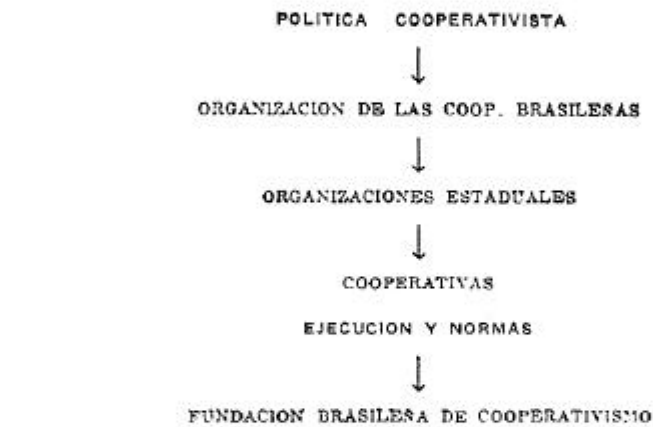 POLITICA COOPERATIVISTA
ORGANIZACION DE LAS COOP. BRASILEÑAS
ORGANIZACIONES ESTADUALES
COOPERATIVAS
EJECUCION Y NORMAS
FUNDACION BRASILEÑA DE COOPERATIVISMO